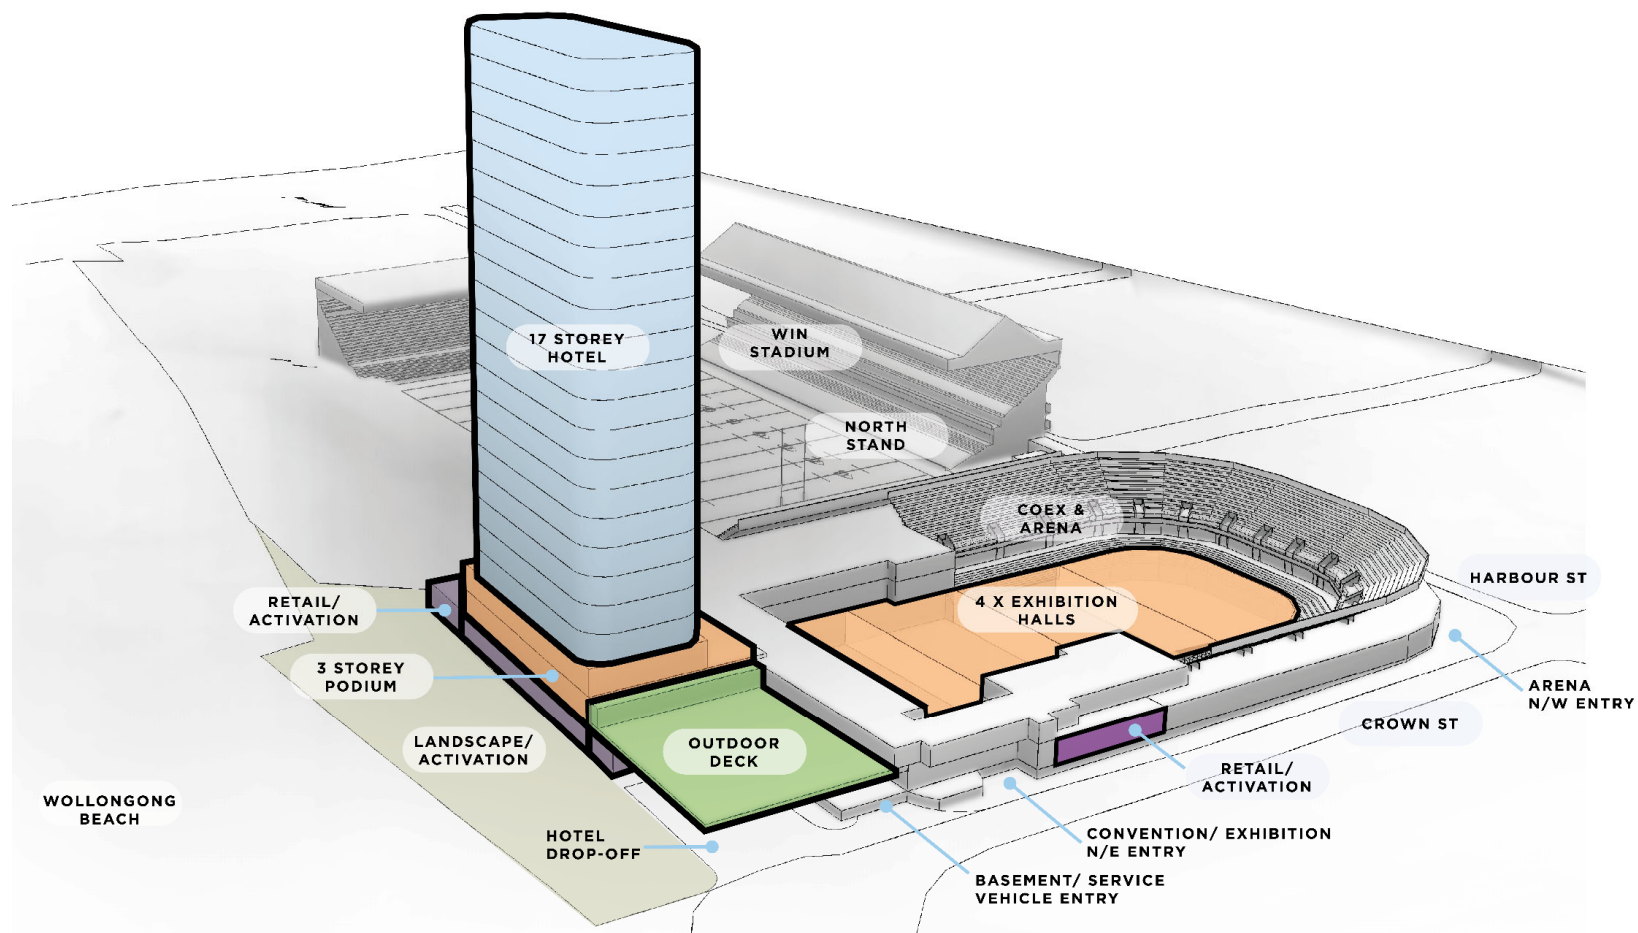 17 STOREY
HOTEL
WIN
STADIUM
NORTH
STAND
COEX &
ARENA
HARBOUR ST
4 X EXHIBITION
HALLS
RETAIL/
ACTIVATION
3 STOREY
PODIUM
ARENA
N/W ENTRY
CROWN ST
LANDSCAPE/
ACTIVATION
OUTDOOR
DECK
RETAIL/
ACTIVATION
WOLLONGONG
BEACH
HOTEL
DROP-OFF
CONVENTION/ EXHIBITION
N/E ENTRY
BASEMENT/ SERVICE
VEHICLE ENTRY